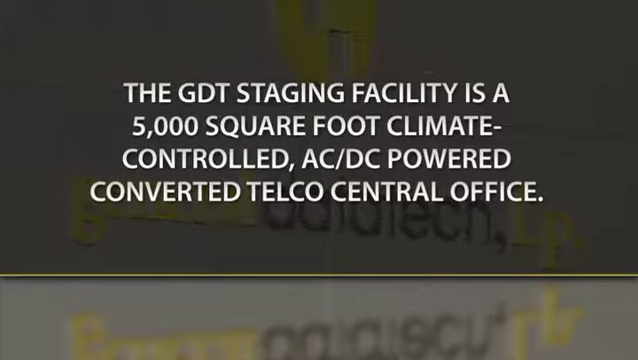 THE GDT STAGING FACILITY IS A
5,000 SQUARE FOOT CLIMATE-
CONTROLLED, AC/DC POWERED
CONVERTED TELCO CENTRAL OFFICE.